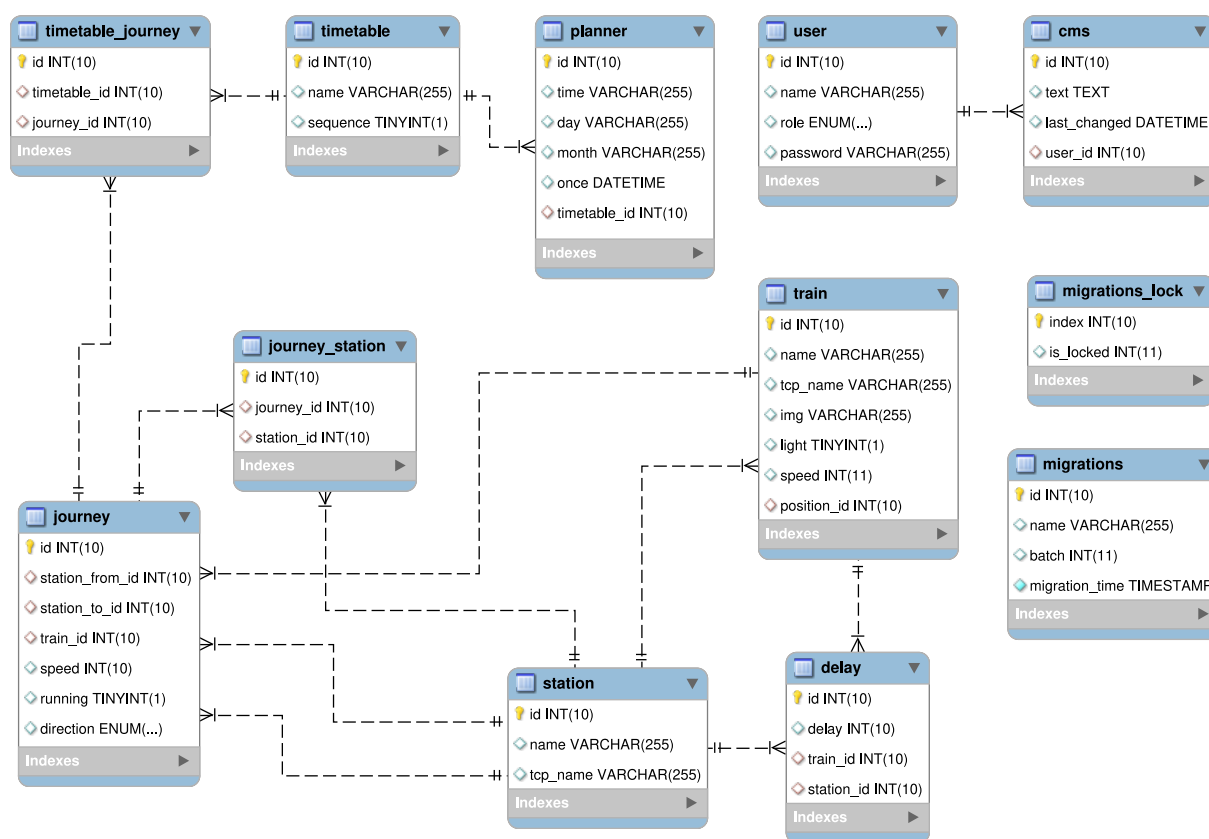 timetable_journey
id INT(10)
timetable_id INT(10)
journey_id INT(10)
Indexes
timetable
id INT(10)
name VARCHAR(255)
sequence TINYINT(1)
Indexes
planner
id INT(10)
time VARCHAR(255)
day VARCHAR(255)
month VARCHAR(255)
once DATETIME
timetable_id INT(10)
Indexes
user
id INT(10)
name VARCHAR(255)
role ENUM(...)
password VARCHAR(255)
Indexes
cms
id INT(10)
text TEXT
last_changed DATETIME
user_id INT(10)
Indexes
journey_station
id INT(10)
journey_id INT(10)
station_id INT(10)
Indexes
train
id INT(10)
name VARCHAR(255)
tcp_name VARCHAR(255)
img VARCHAR(255)
light TINYINT(1)
speed INT(11)
position_id INT(10)
Indexes
migrations_lock
index INT(10)
is_locked INT(11)
Indexes
migrations
id INT(10)
name VARCHAR(255)
batch INT(11)
migration_time TIMESTAMP
Indexes
journey
id INT(10)
station_from_id INT(10)
station_to_id INT(10)
train_id INT(10)
speed INT(10)
running TINYINT(1)
direction ENUM(...)
Indexes
station
id INT(10)
name VARCHAR(255)
tcp_name VARCHAR(255)
Indexes
delay
id INT(10)
delay INT(10)
train_id INT(10)
station_id INT(10)
Indexes